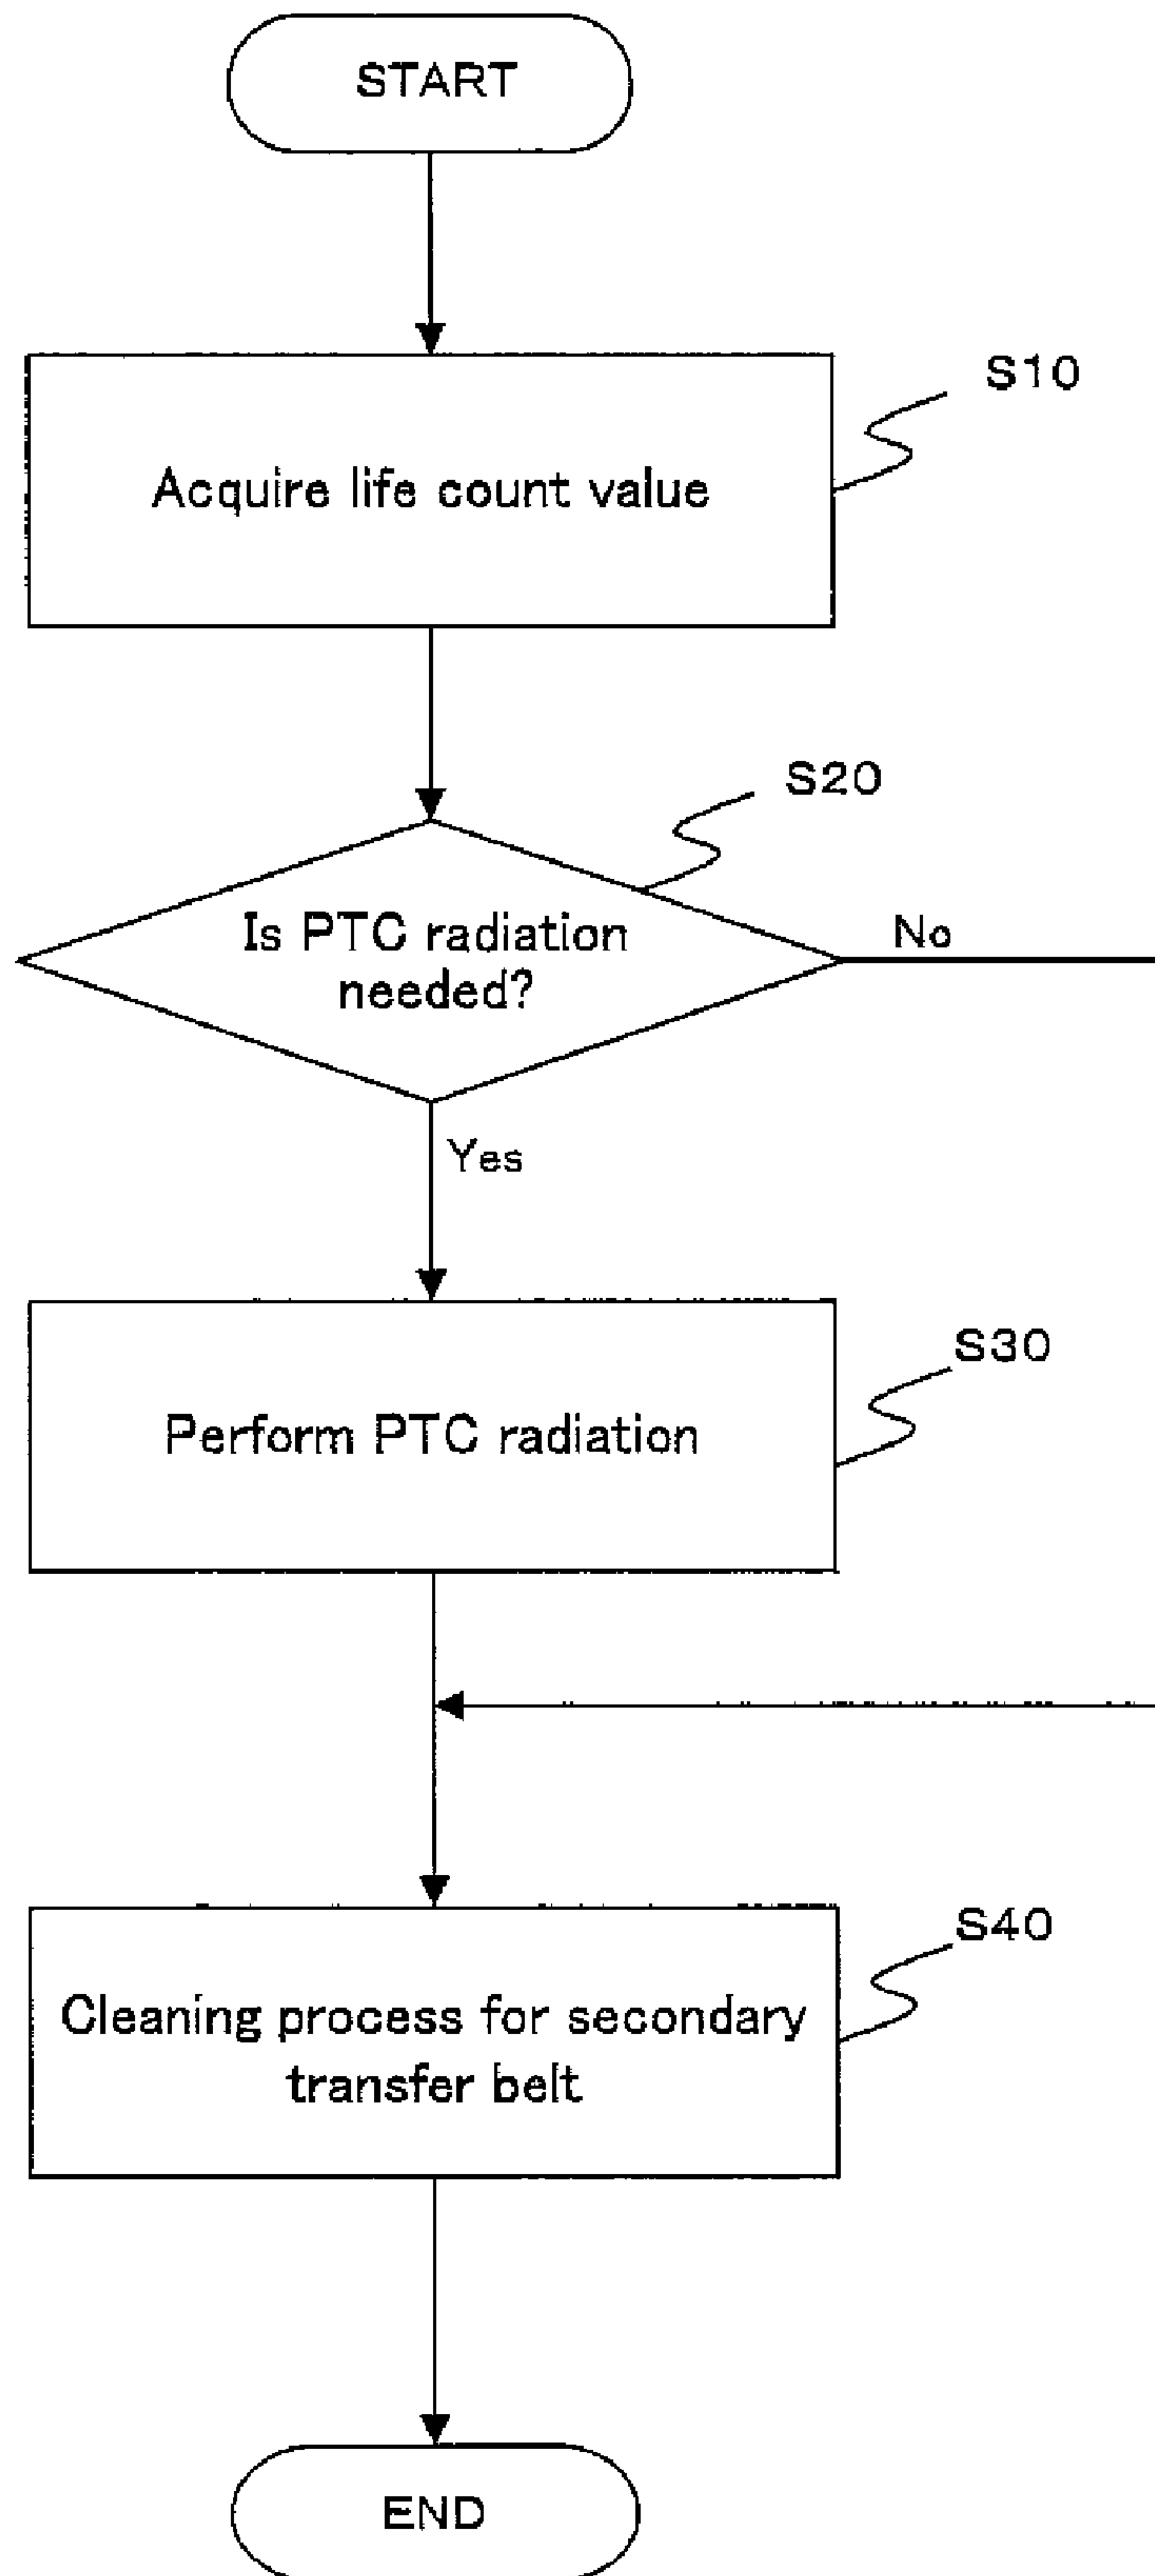 START
S10
Acquire life count value
S20
Is PTC radiation
needed?
No
Yes
S30
Perform PTC radiation
S40
Cleaning process for secondary
transfer belt
END